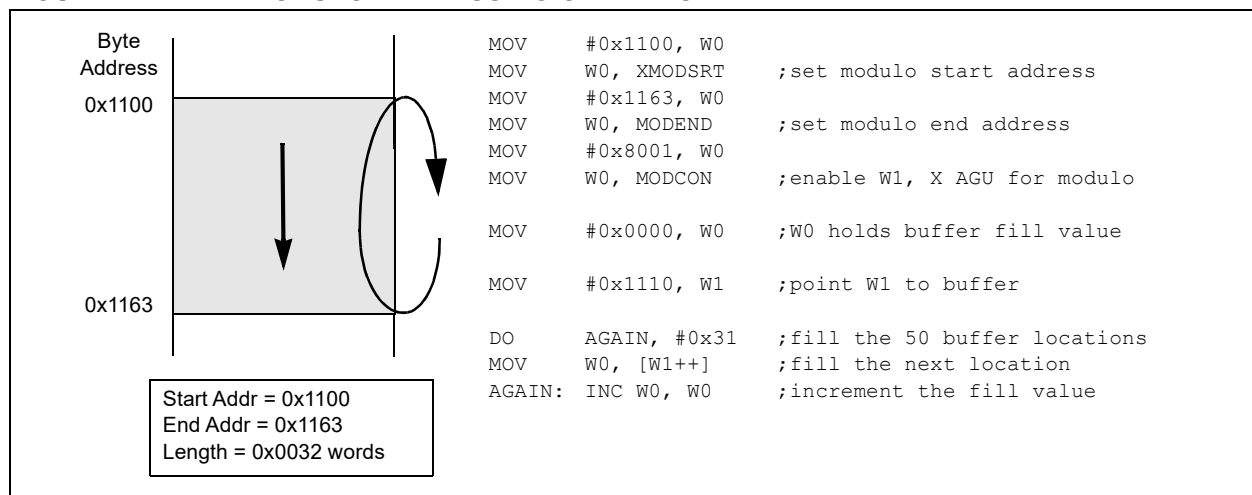 Byte
Address
0x1100
0x1163
Start Addr = 0x1100
End Addr = 0x1163
Length = 0x0032 words
MOV #0x1100, W0
MOV W0, XMODSRT ;set modulo start address
MOV #0x1163, W0
MOV W0, MODEND ;set modulo end address
MOV #0x8001, W0
MOV W0, MODCON ;enable W1, X AGU for modulo
MOV #0x0000, W0 ;W0 holds buffer fill value
MOV #0x1110, W1 ;point W1 to buffer
DO AGAIN, #0x31 ;fill the 50 buffer locations
MOV W0, [W1++] ;fill the next location
AGAIN: INC W0, W0 ;increment the fill value